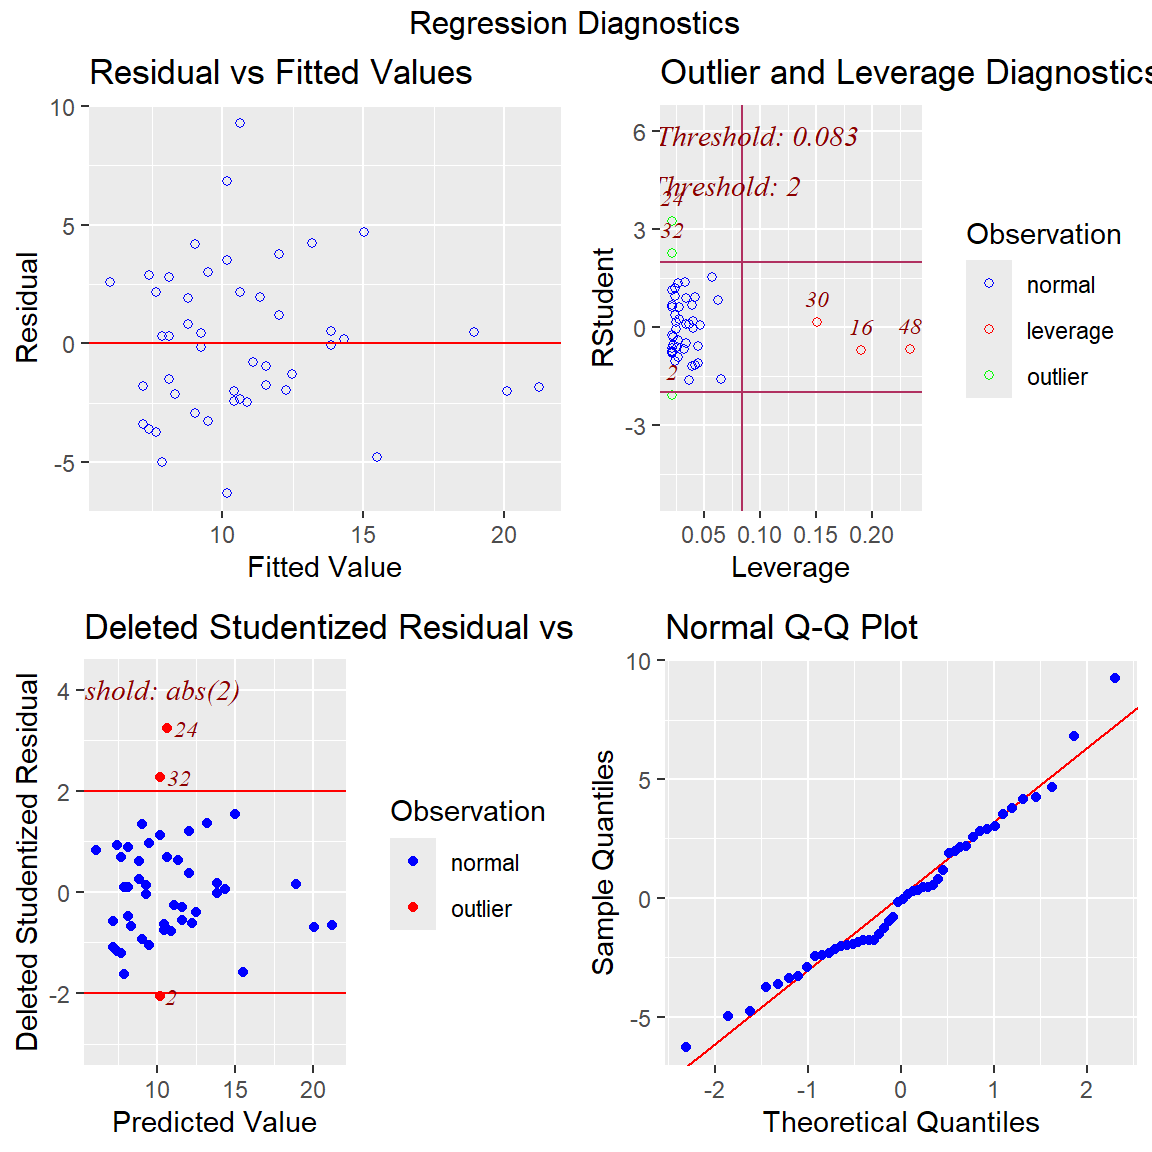 Regression Diagnostics
Residual vs Fitted Values
10
5
0
-5
Residual
10 15 20
Fitted Value
Outlier and Leverage Diagnostics
6
3
0
-3
RStudent
Threshold: 0.083
Threshold: 2
24
32
30
16
48
2
0.05 0.10 0.15 0.20
Leverage
Observation
normal
leverage
outlier
Deleted Studentized Residual vs
4
2
0
-2
Deleted Studentized Residual
shold: abs(2)
24
32
2
10 15 20
Predicted Value
Observation
normal
outlier
Normal Q-Q Plot
10
5
0
-5
Sample Quantiles
-2 -1 0 1 2
Theoretical Quantiles